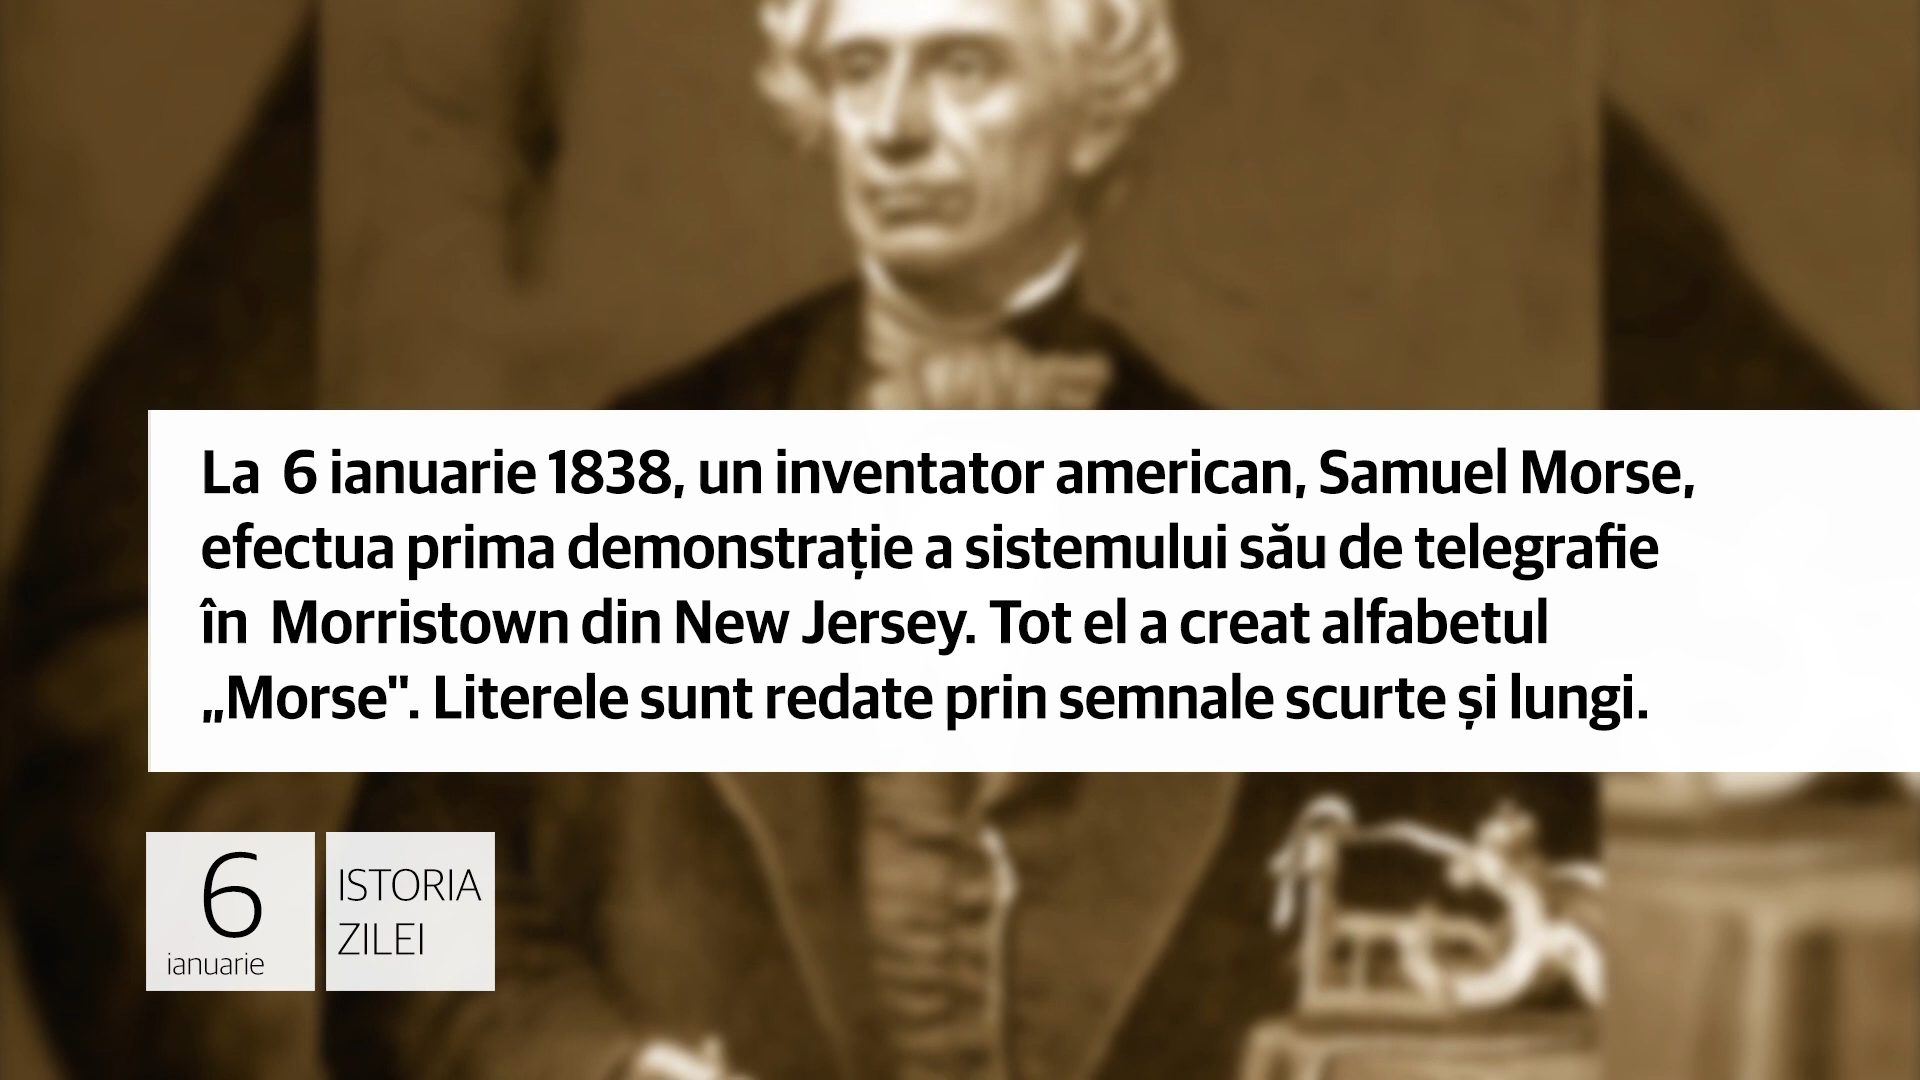 La  6 ianuarie 1838, un inventator american, Samuel Morse,
efectua prima demonstrație a sistemului său de telegrafie
în  Morristown din New Jersey. Tot el a creat alfabetul
„Morse". Literele sunt redate prin semnale scurte și lungi.
6
ianuarie
ISTORIA
ZILEI